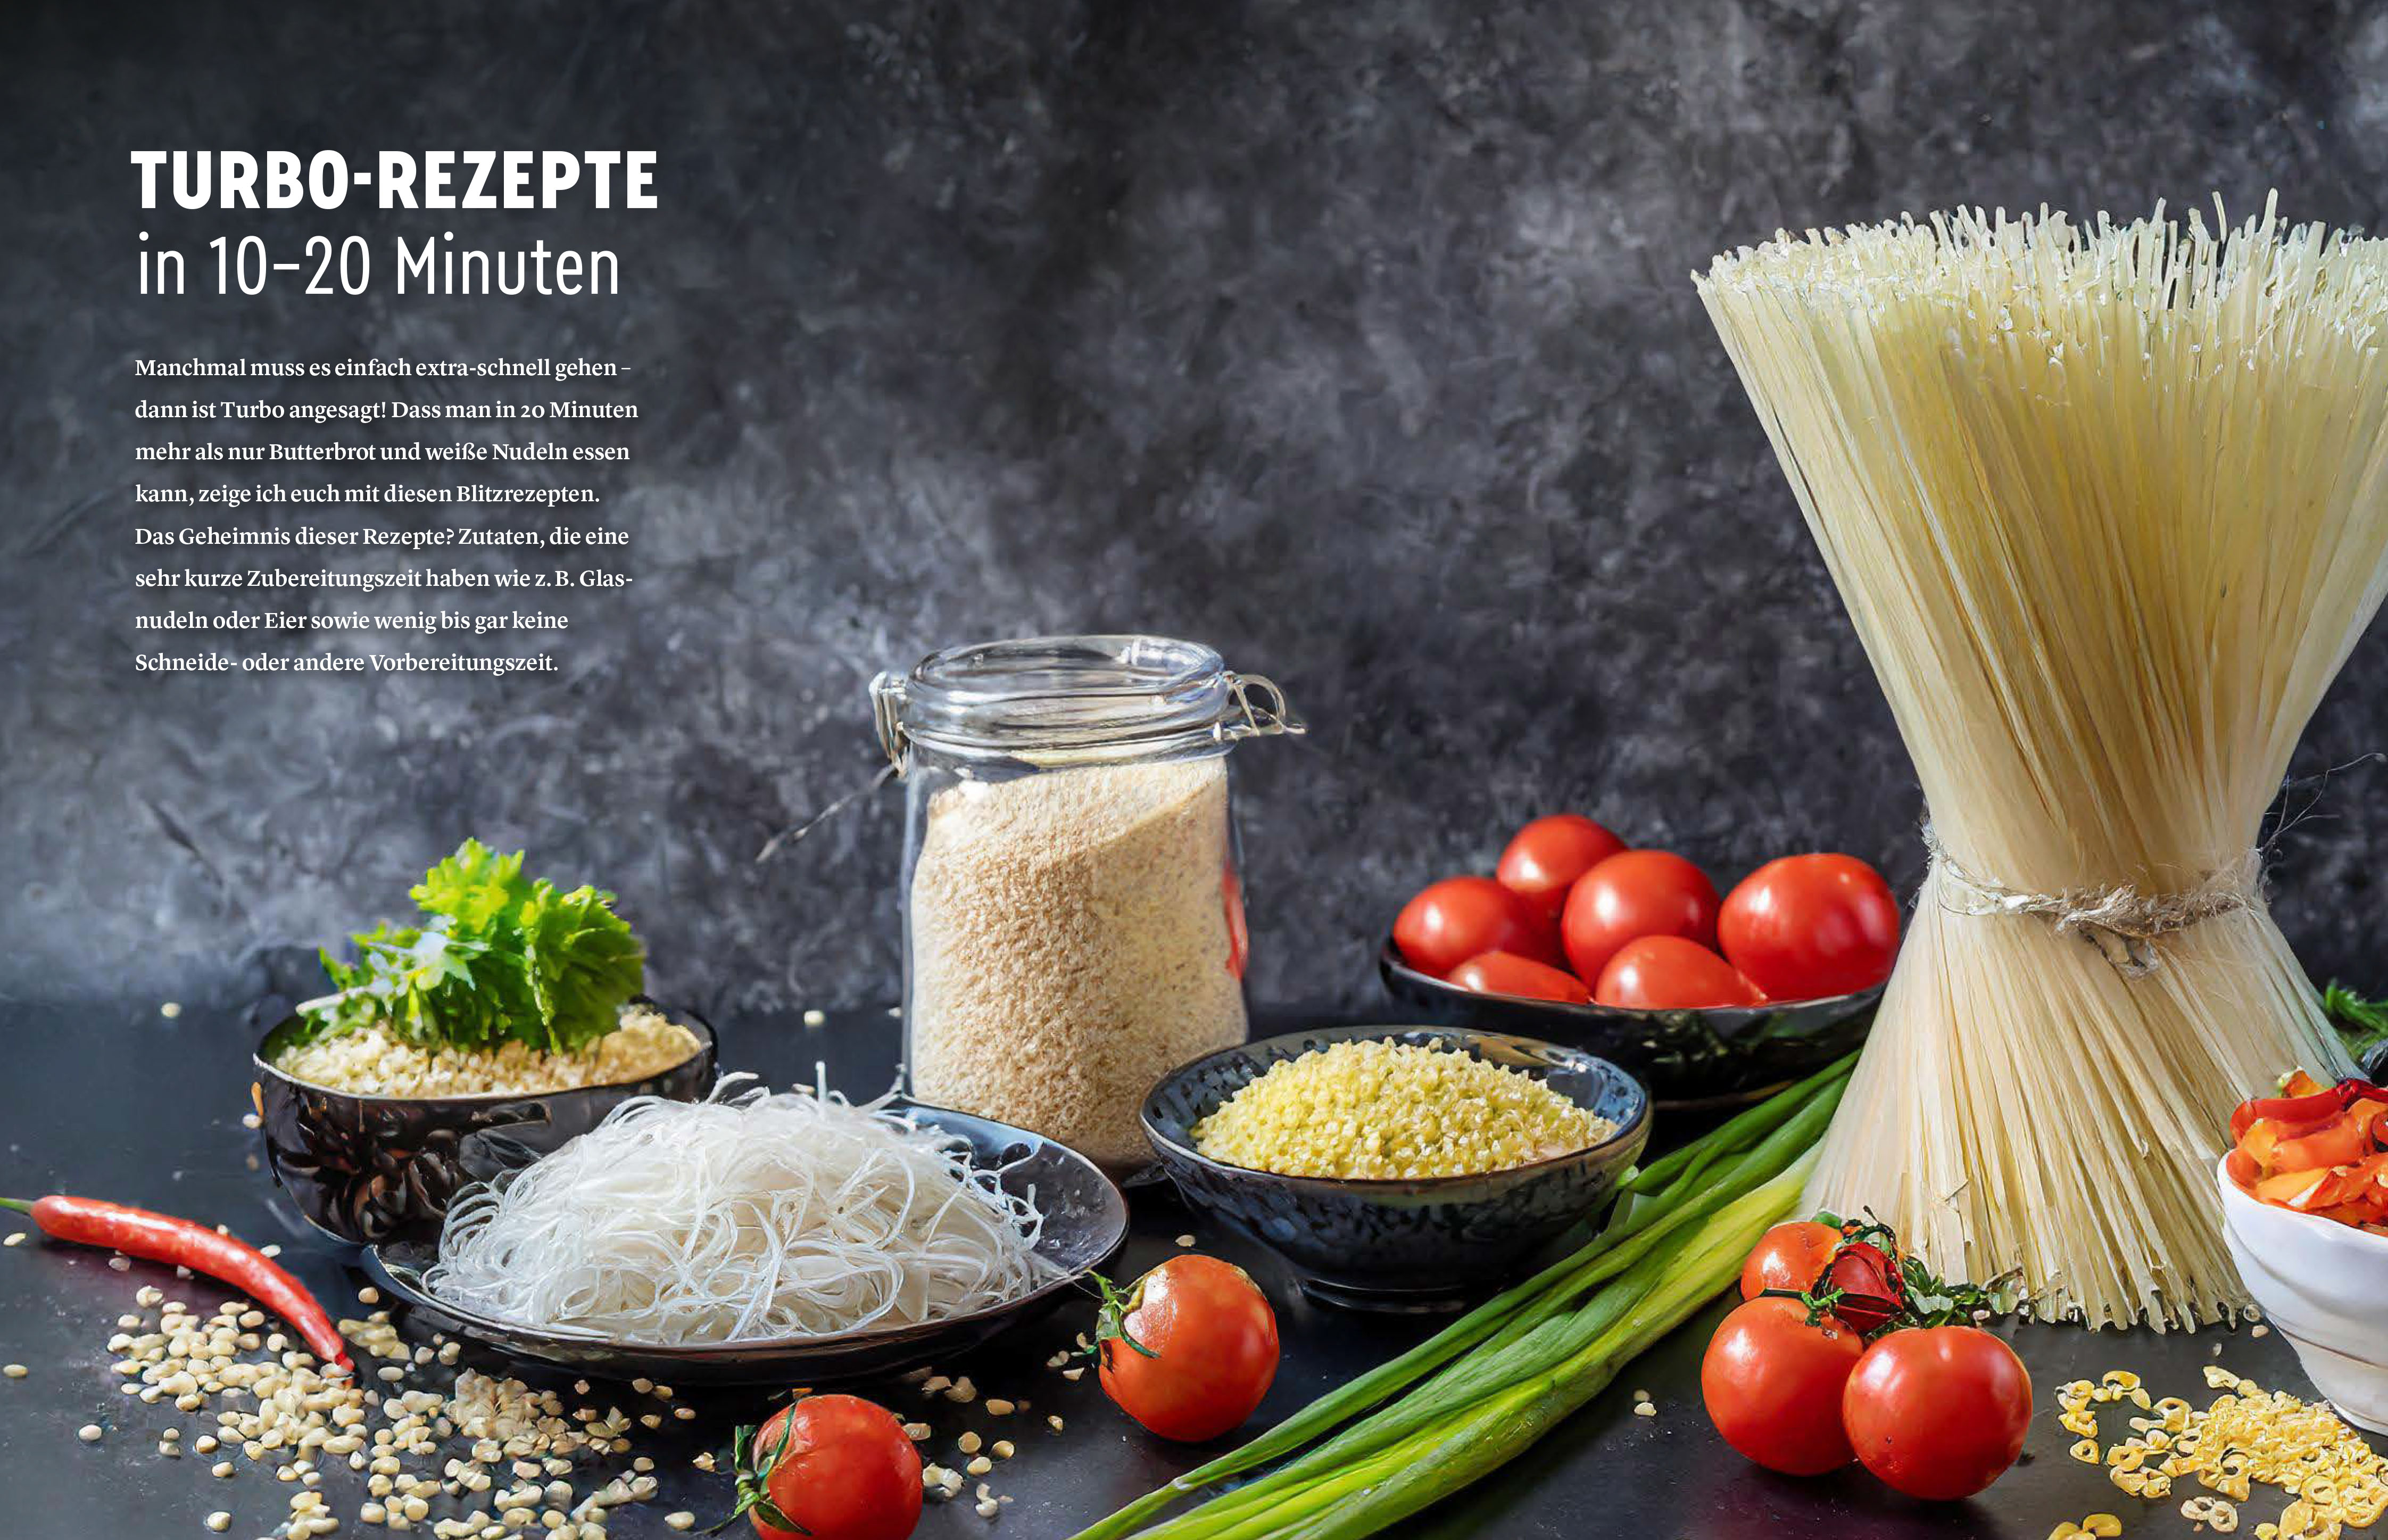 TURBO-REZEPTE
in 10–20 Minuten
Manchmal muss es einfach extra-schnell gehen –
dann ist Turbo angesagt! Dass man in 20 Minuten
mehr als nur Butterbrot und weiße Nudeln essen
kann, zeige ich euch mit diesen Blitzrezepten.
Das Geheimnis dieser Rezepte? Zutaten, die eine
sehr kurze Zubereitungszeit haben wie z. B. Glas-
nudeln oder Eier sowie wenig bis gar keine
Schneide- oder andere Vorbereitungszeit.